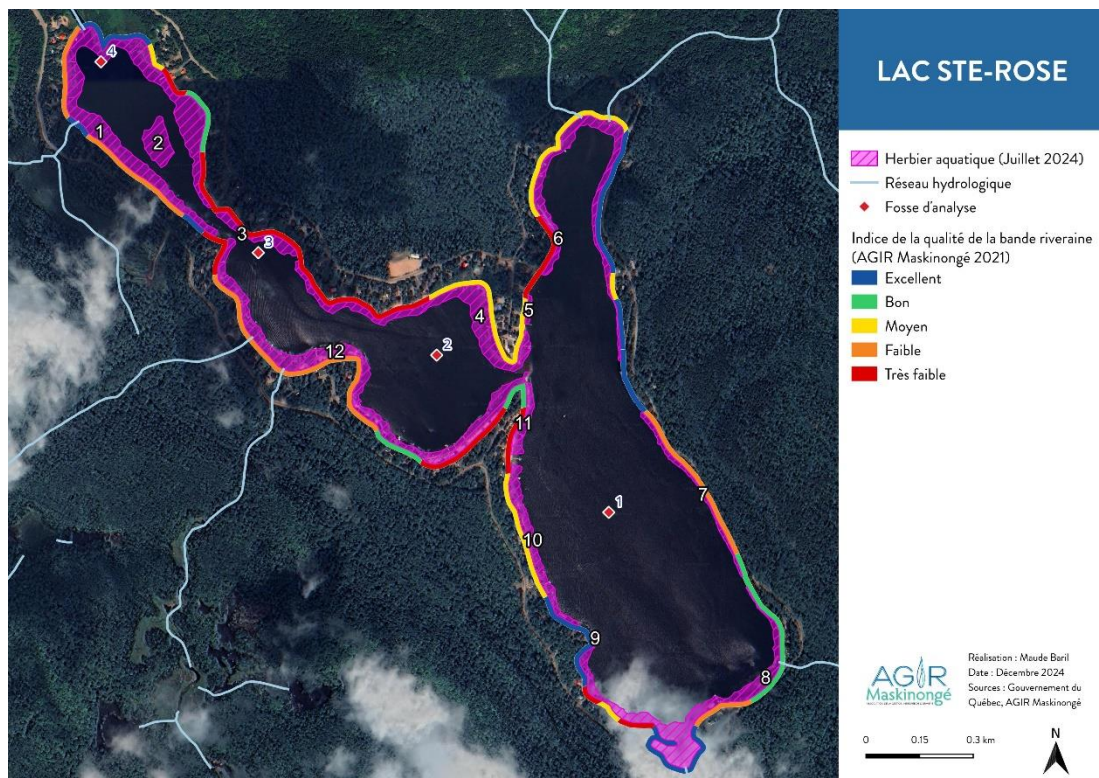 LAC STE-ROSE
Herbier aquatique (Juillet 2024)
Réseau hydrologique
Fosse d'analyse
Indice de la qualité de la bande riveraine
(AGIR Maskinongé 2021)
Excellent
Bon
Moyen
Faible
Très faible
4
1
2
3
3
6
5
4
2
12
11
7
1
10
9
8
AGIR
Maskinongé
Réalisation : Maude Baril
Date : Décembre 2024
Sources : Gouvernement du
Québec, AGIR Maskinongé
0 0.15 0.3 km
N